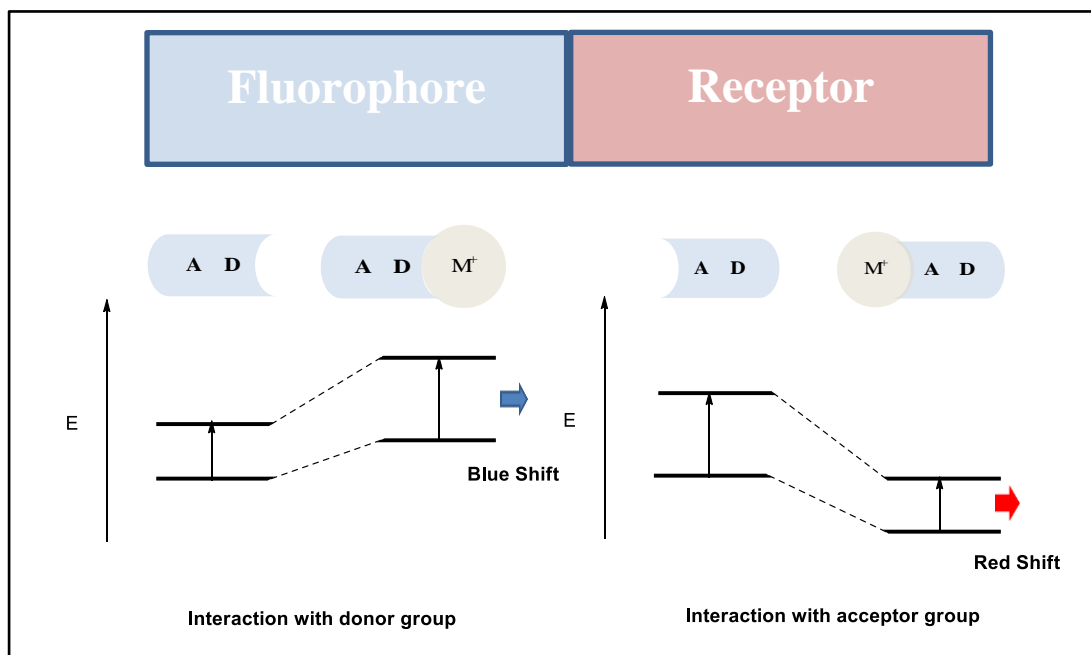 Fluorophore Receptor
A D A D M+ A D M+ A D
E E
Blue Shift
Red Shift
Interaction with donor group Interaction with acceptor group